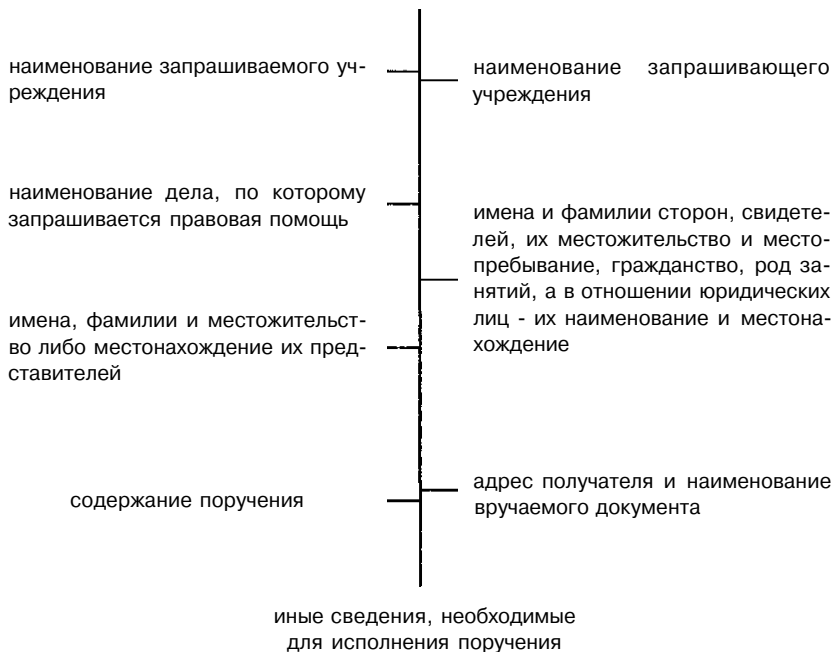 наименование запрашиваемого уч-
реждения
наименование запрашивающего
учреждения
наименование дела, по которому
запрашивается правовая помощь
имена и фамилии сторон, свидете-
лей, их местожительство и место-
пребывание, гражданство, род за-
нятий, а в отношении юридических
лиц - их наименование и местона-
хождение
имена, фамилии и местожительст-
во либо местонахождение их пред-
ставителей
адрес получателя и наименование
вручаемого документа
содержание поручения
иные сведения, необходимые
для исполнения поручения